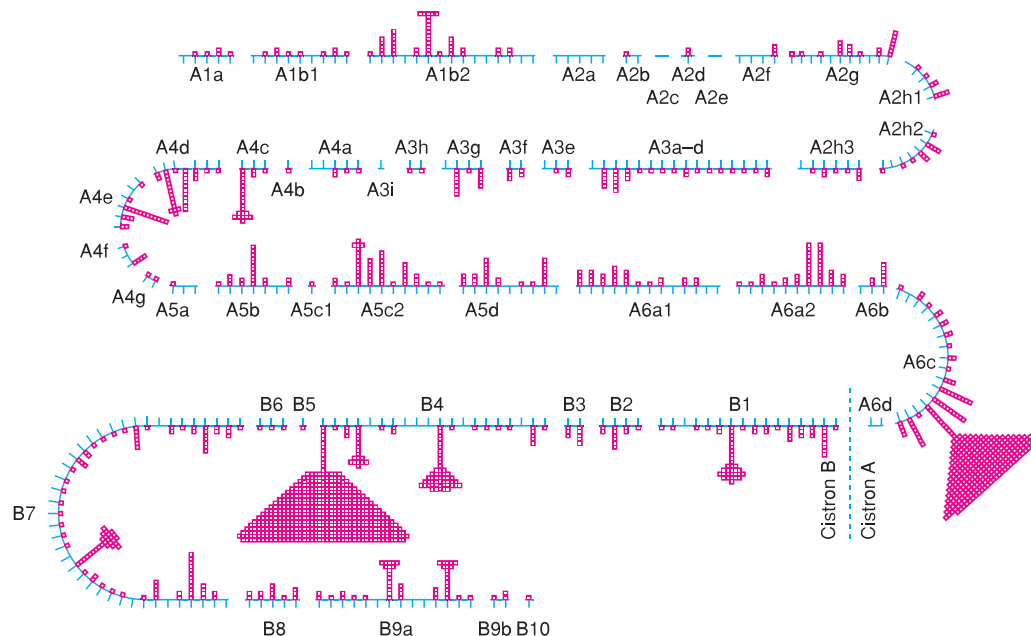 A1a A1b1 A1b2 A2a A2b A2d A2f A2g
A2c A2e A2h1
A2h2
A4d A4c A4a A3h A3g A3f A3e A3a–d A2h3
A4b A3i
A4e
A4f
A4g
A5a A5b A5c1 A5c2 A5d A6a1 A6a2 A6b
A6c
B6 B5 B4 B3 B2 B1 A6d
Cistron B
Cistron A
B7
B8 B9a B9b B10